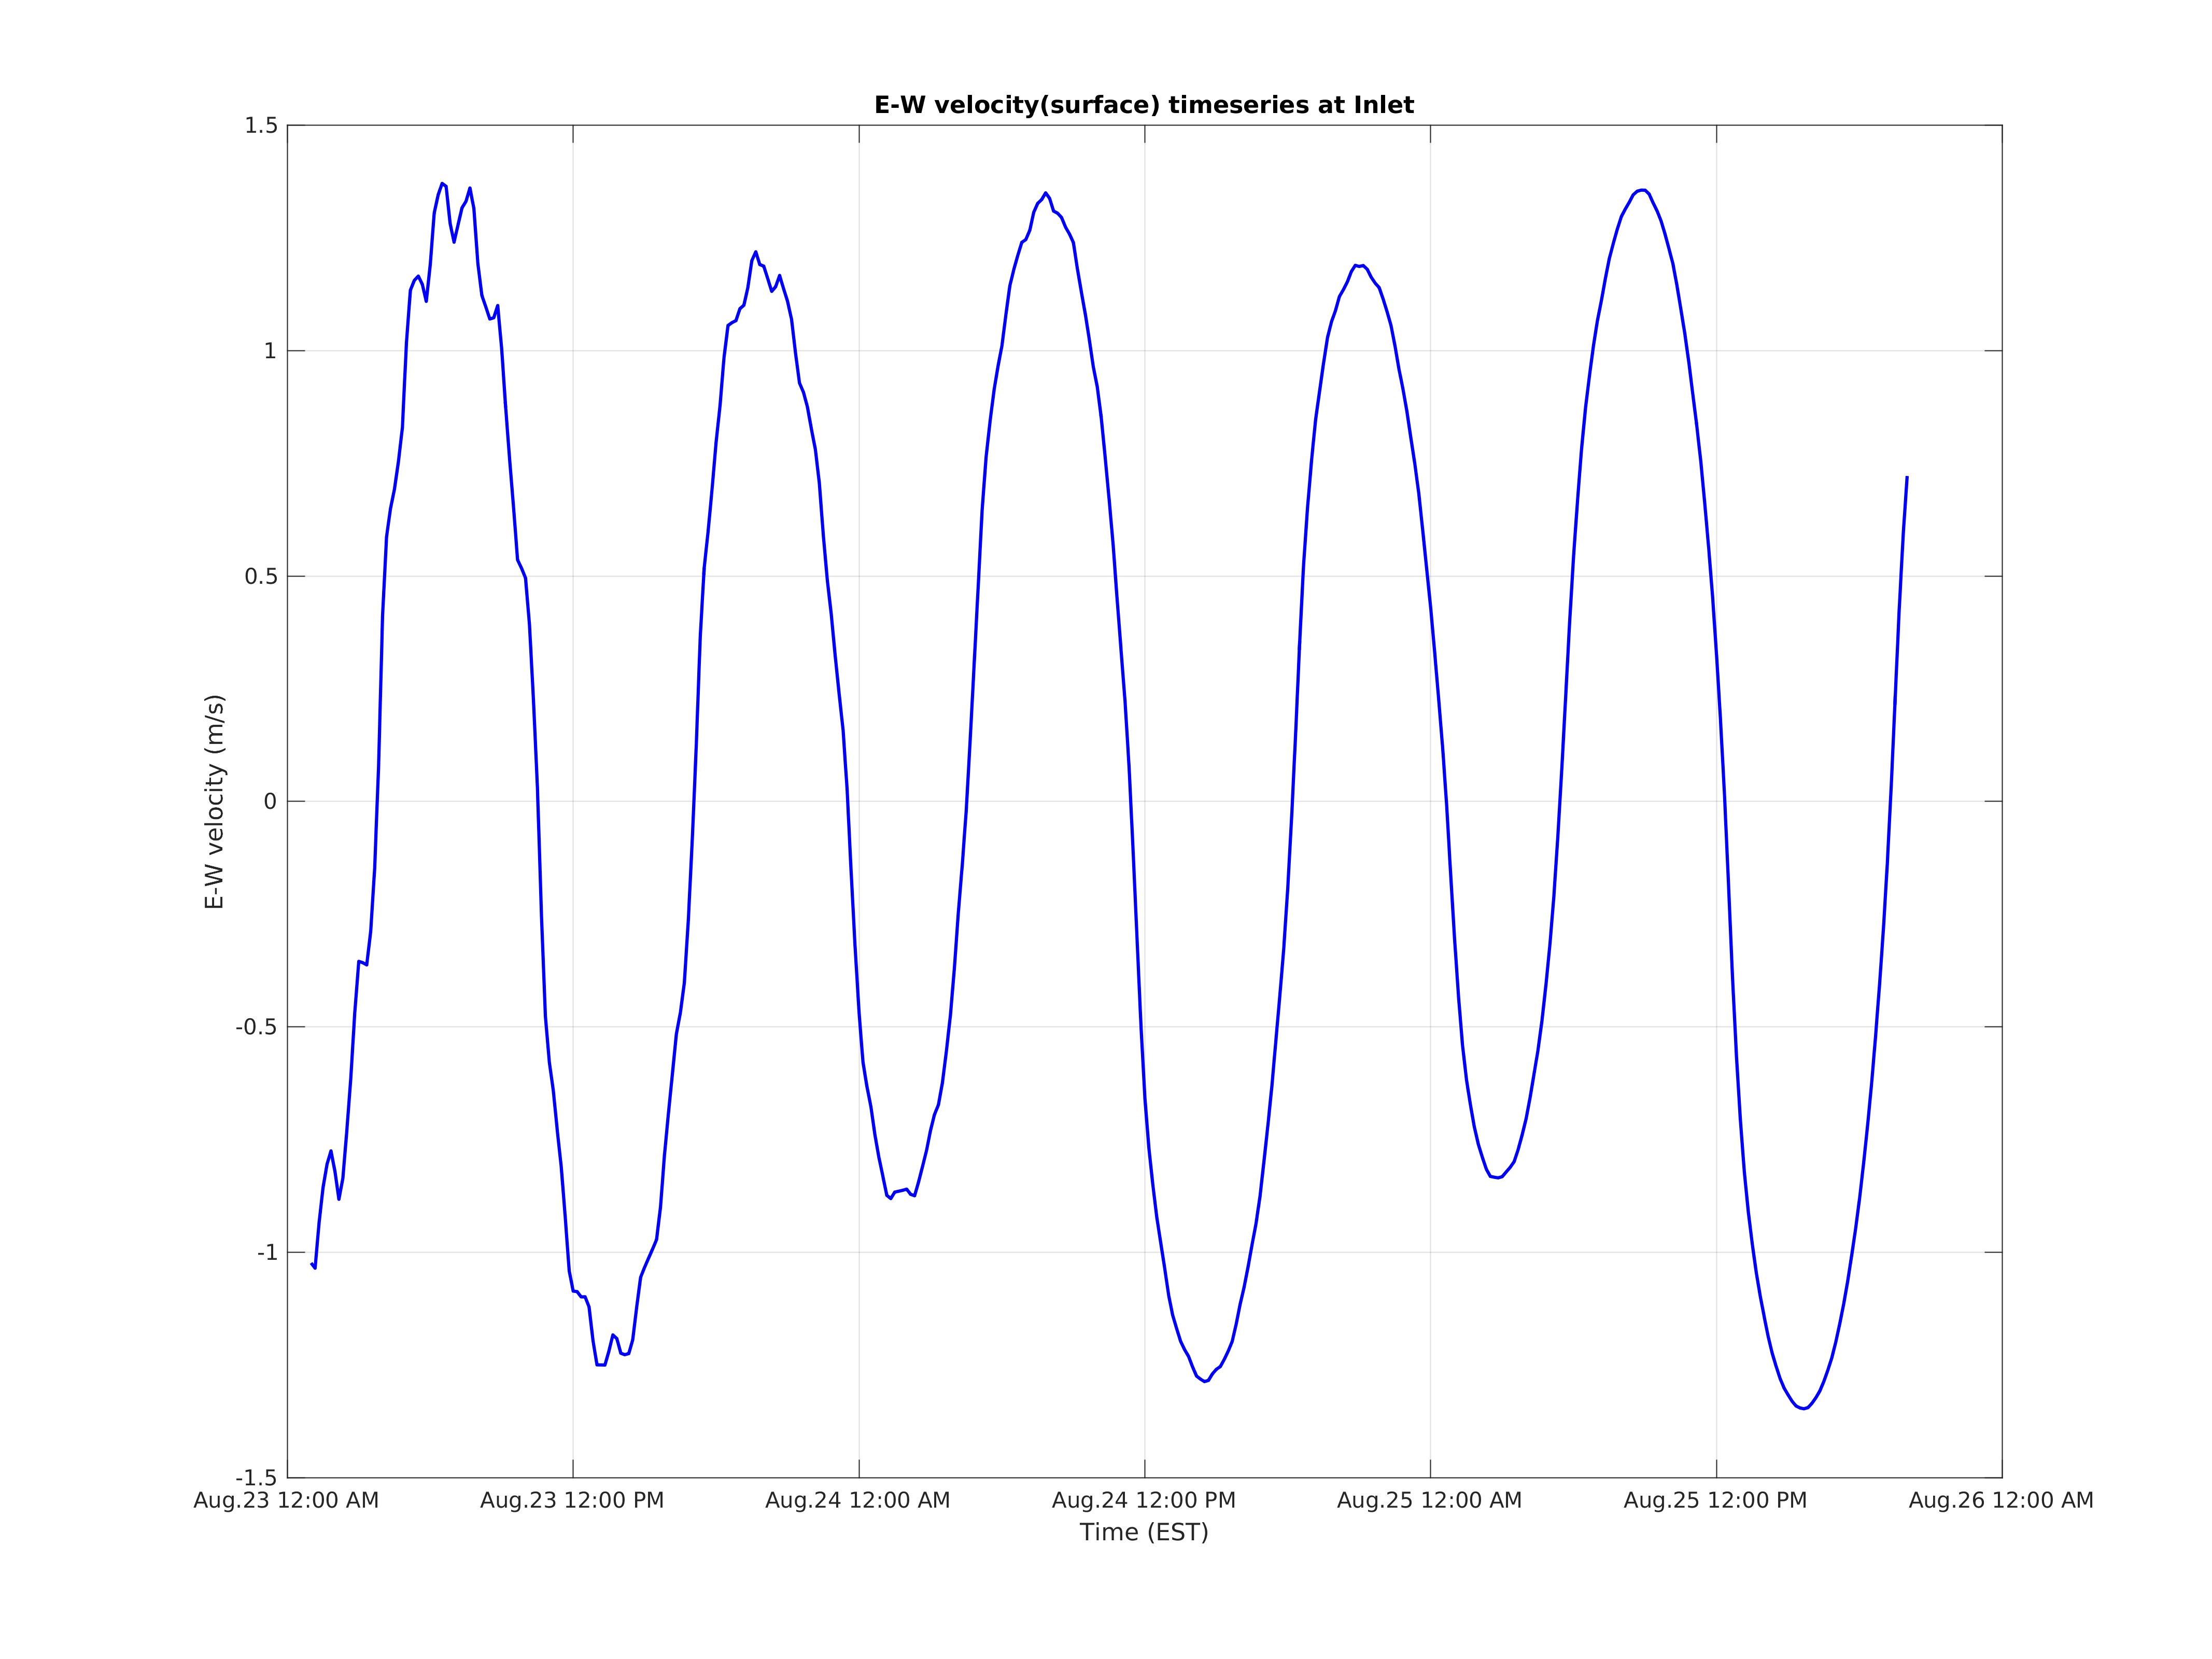 E-W velocity(surface) timeseries at Inlet
1.5
1
0.5
0
-0.5
-1
-1.5
E-W velocity (m/s)
Aug.23 12:00 AM
Aug.23 12:00 PM
Aug.24 12:00 AM
Aug.24 12:00 PM
Aug.25 12:00 AM
Aug.25 12:00 PM
Aug.26 12:00 AM
Time (EST)